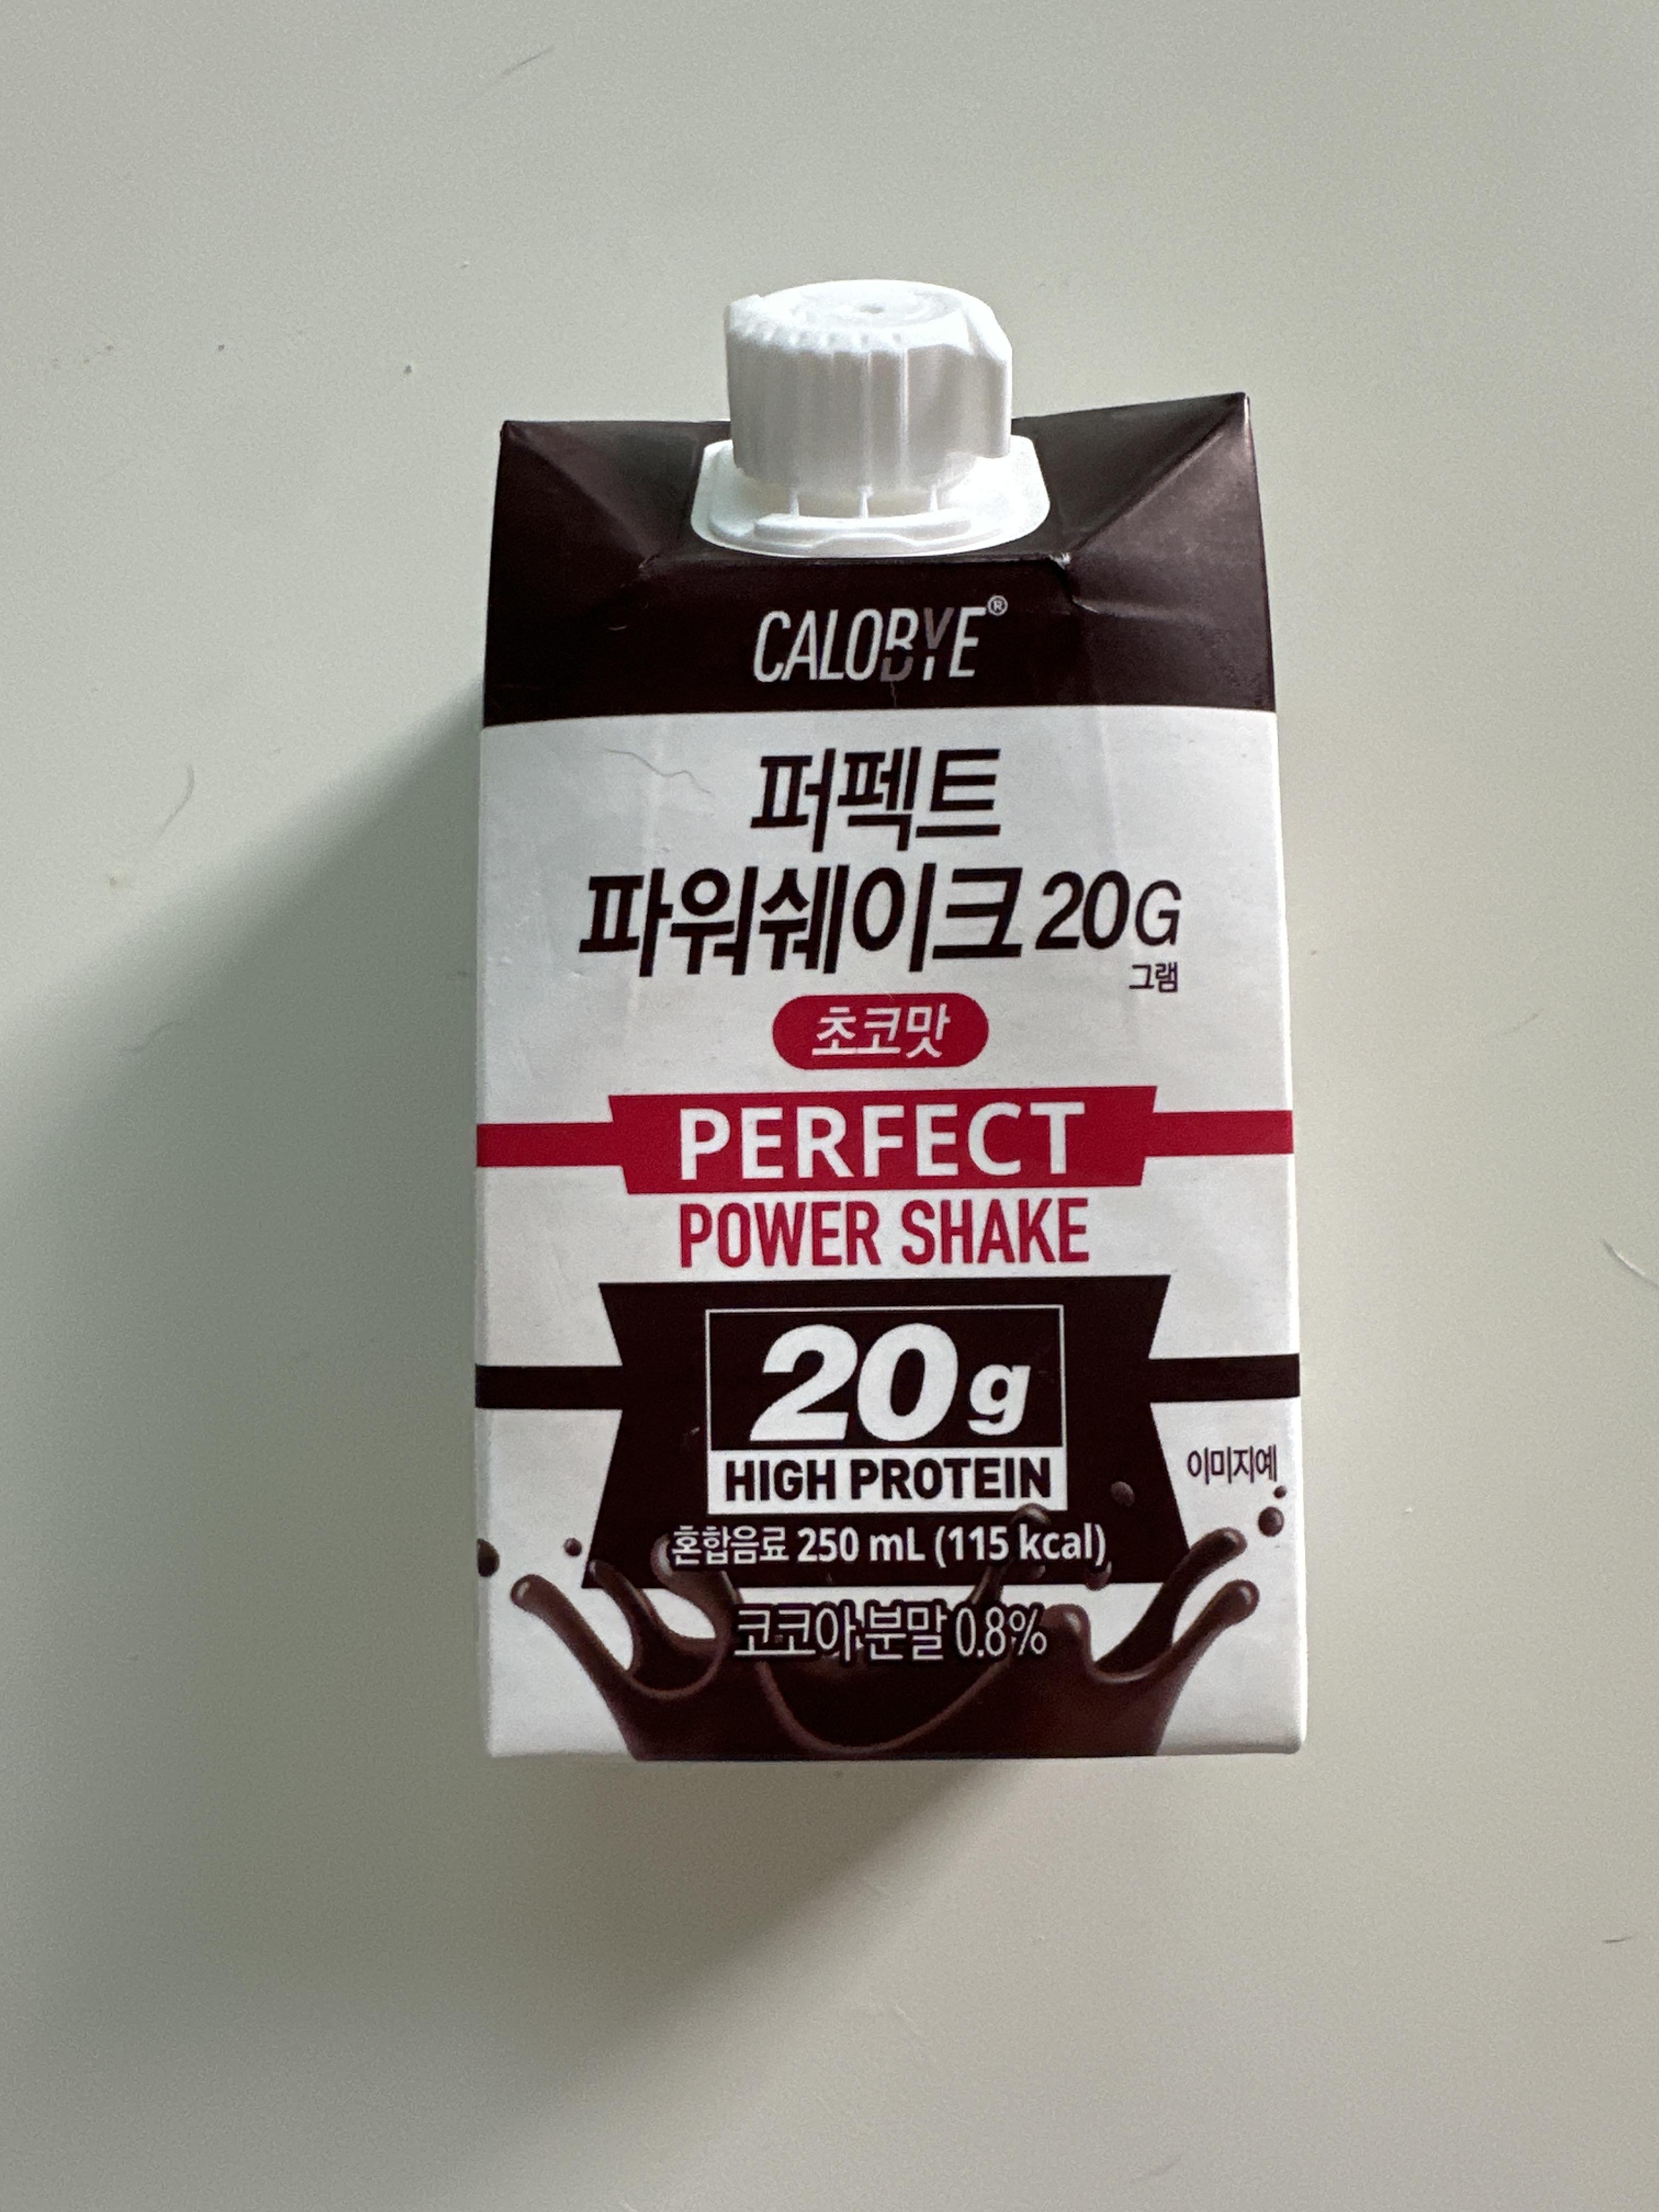 CALOBYE®
퍼펙트
파워쉐이크 20G
그램
초코맛
PERFECT
POWER SHAKE
20g
HIGH PROTEIN
이미지예
혼합음료 250 mL (115 kcal)
코코아 분말 0.8%